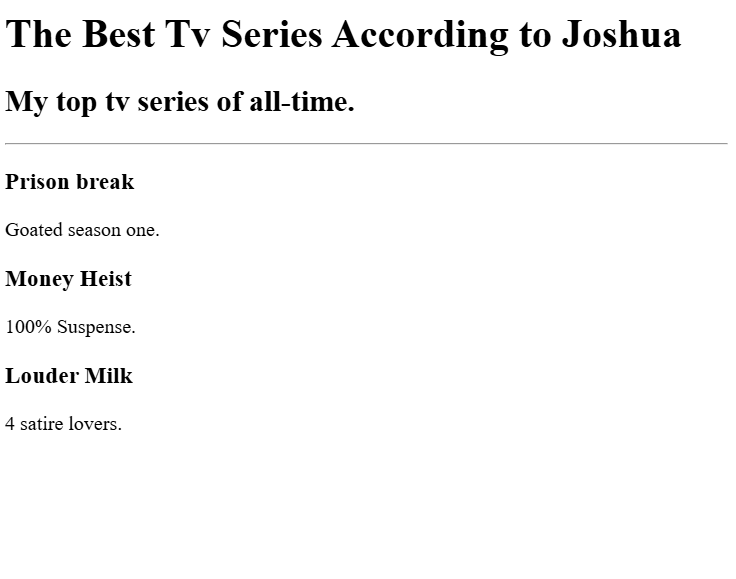 The Best Tv Series According to Joshua
My top tv series of all-time.
Prison break
Goated season one.
Money Heist
100% Suspense.
Louder Milk
4 satire lovers.